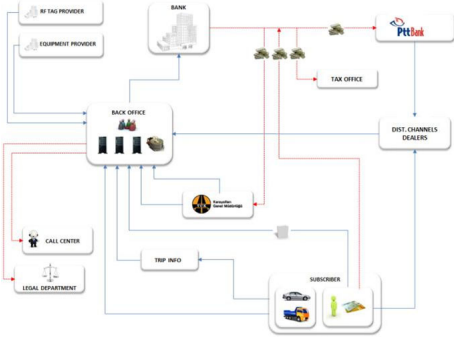 RF TAG PROVIDER
EQUIPMENT PROVIDER
BANK
PttBank
TAX OFFICE
BACK OFFICE
DIST. CHANNELS
DEALERS
Karayolları
Genel Müdürlüğü
CALL CENTER
TRIP INFO
LEGAL DEPARTMENT
SUBSCRIBER